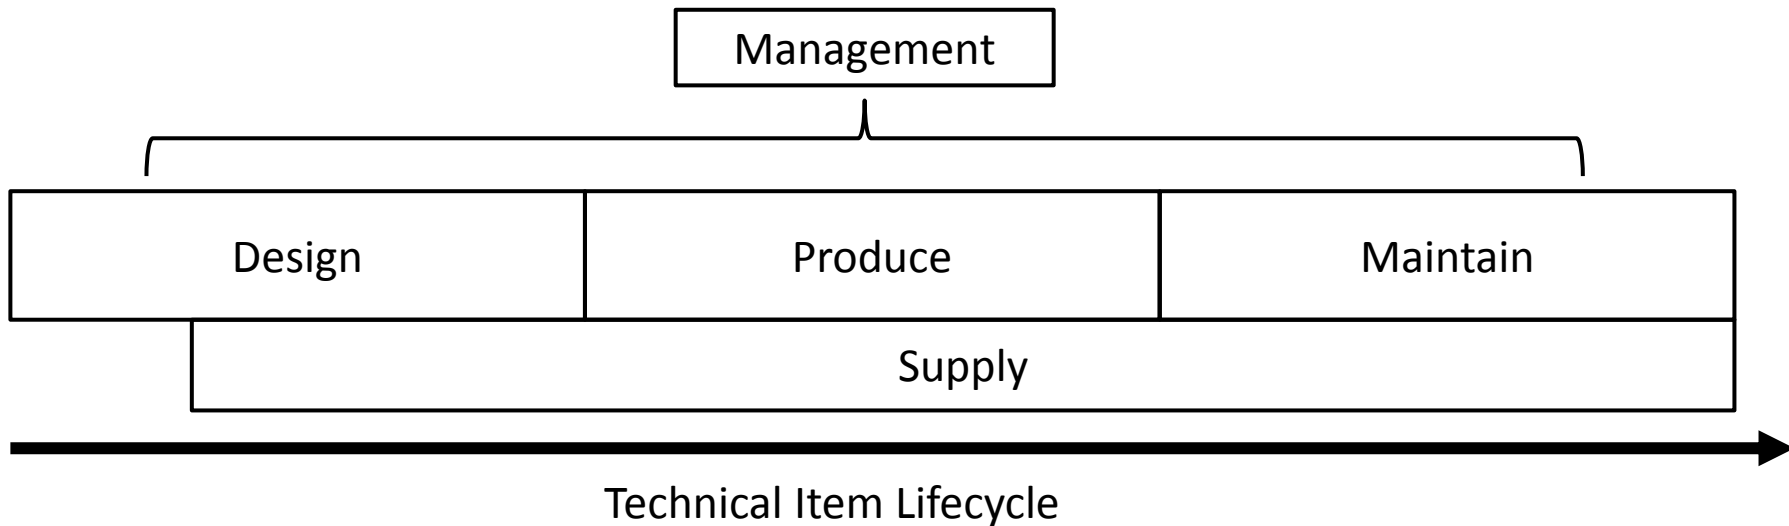 Management
Design
Produce
Maintain
Supply
Technical Item Lifecycle